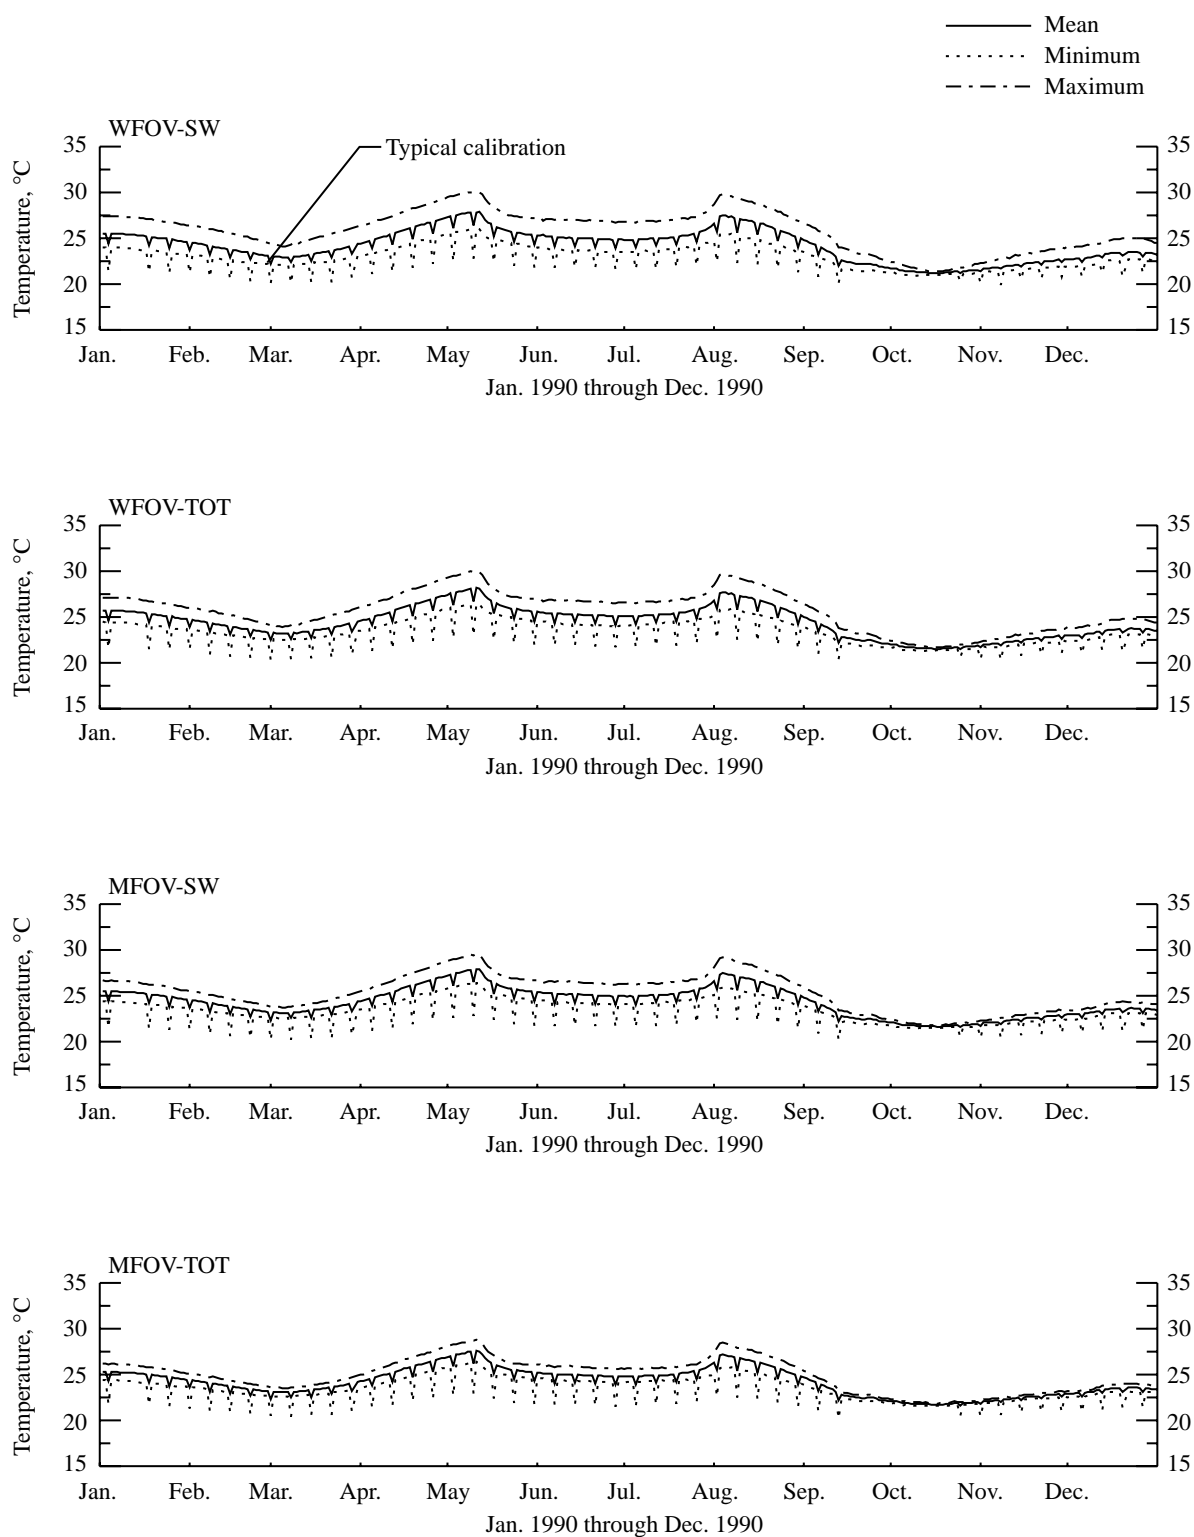 Mean
Minimum
Maximum
WFOV-SW
Typical calibration
Temperature, °C
35 30 25 20 15
35 30 25 20 15
Jan. Feb. Mar. Apr. May Jun. Jul. Aug. Sep. Oct. Nov. Dec.
Jan. 1990 through Dec. 1990
WFOV-TOT
Temperature, °C
35 30 25 20 15
35 30 25 20 15
Jan. Feb. Mar. Apr. May Jun. Jul. Aug. Sep. Oct. Nov. Dec.
Jan. 1990 through Dec. 1990
MFOV-SW
Temperature, °C
35 30 25 20 15
35 30 25 20 15
Jan. Feb. Mar. Apr. May Jun. Jul. Aug. Sep. Oct. Nov. Dec.
Jan. 1990 through Dec. 1990
MFOV-TOT
Temperature, °C
35 30 25 20 15
35 30 25 20 15
Jan. Feb. Mar. Apr. May Jun. Jul. Aug. Sep. Oct. Nov. Dec.
Jan. 1990 through Dec. 1990